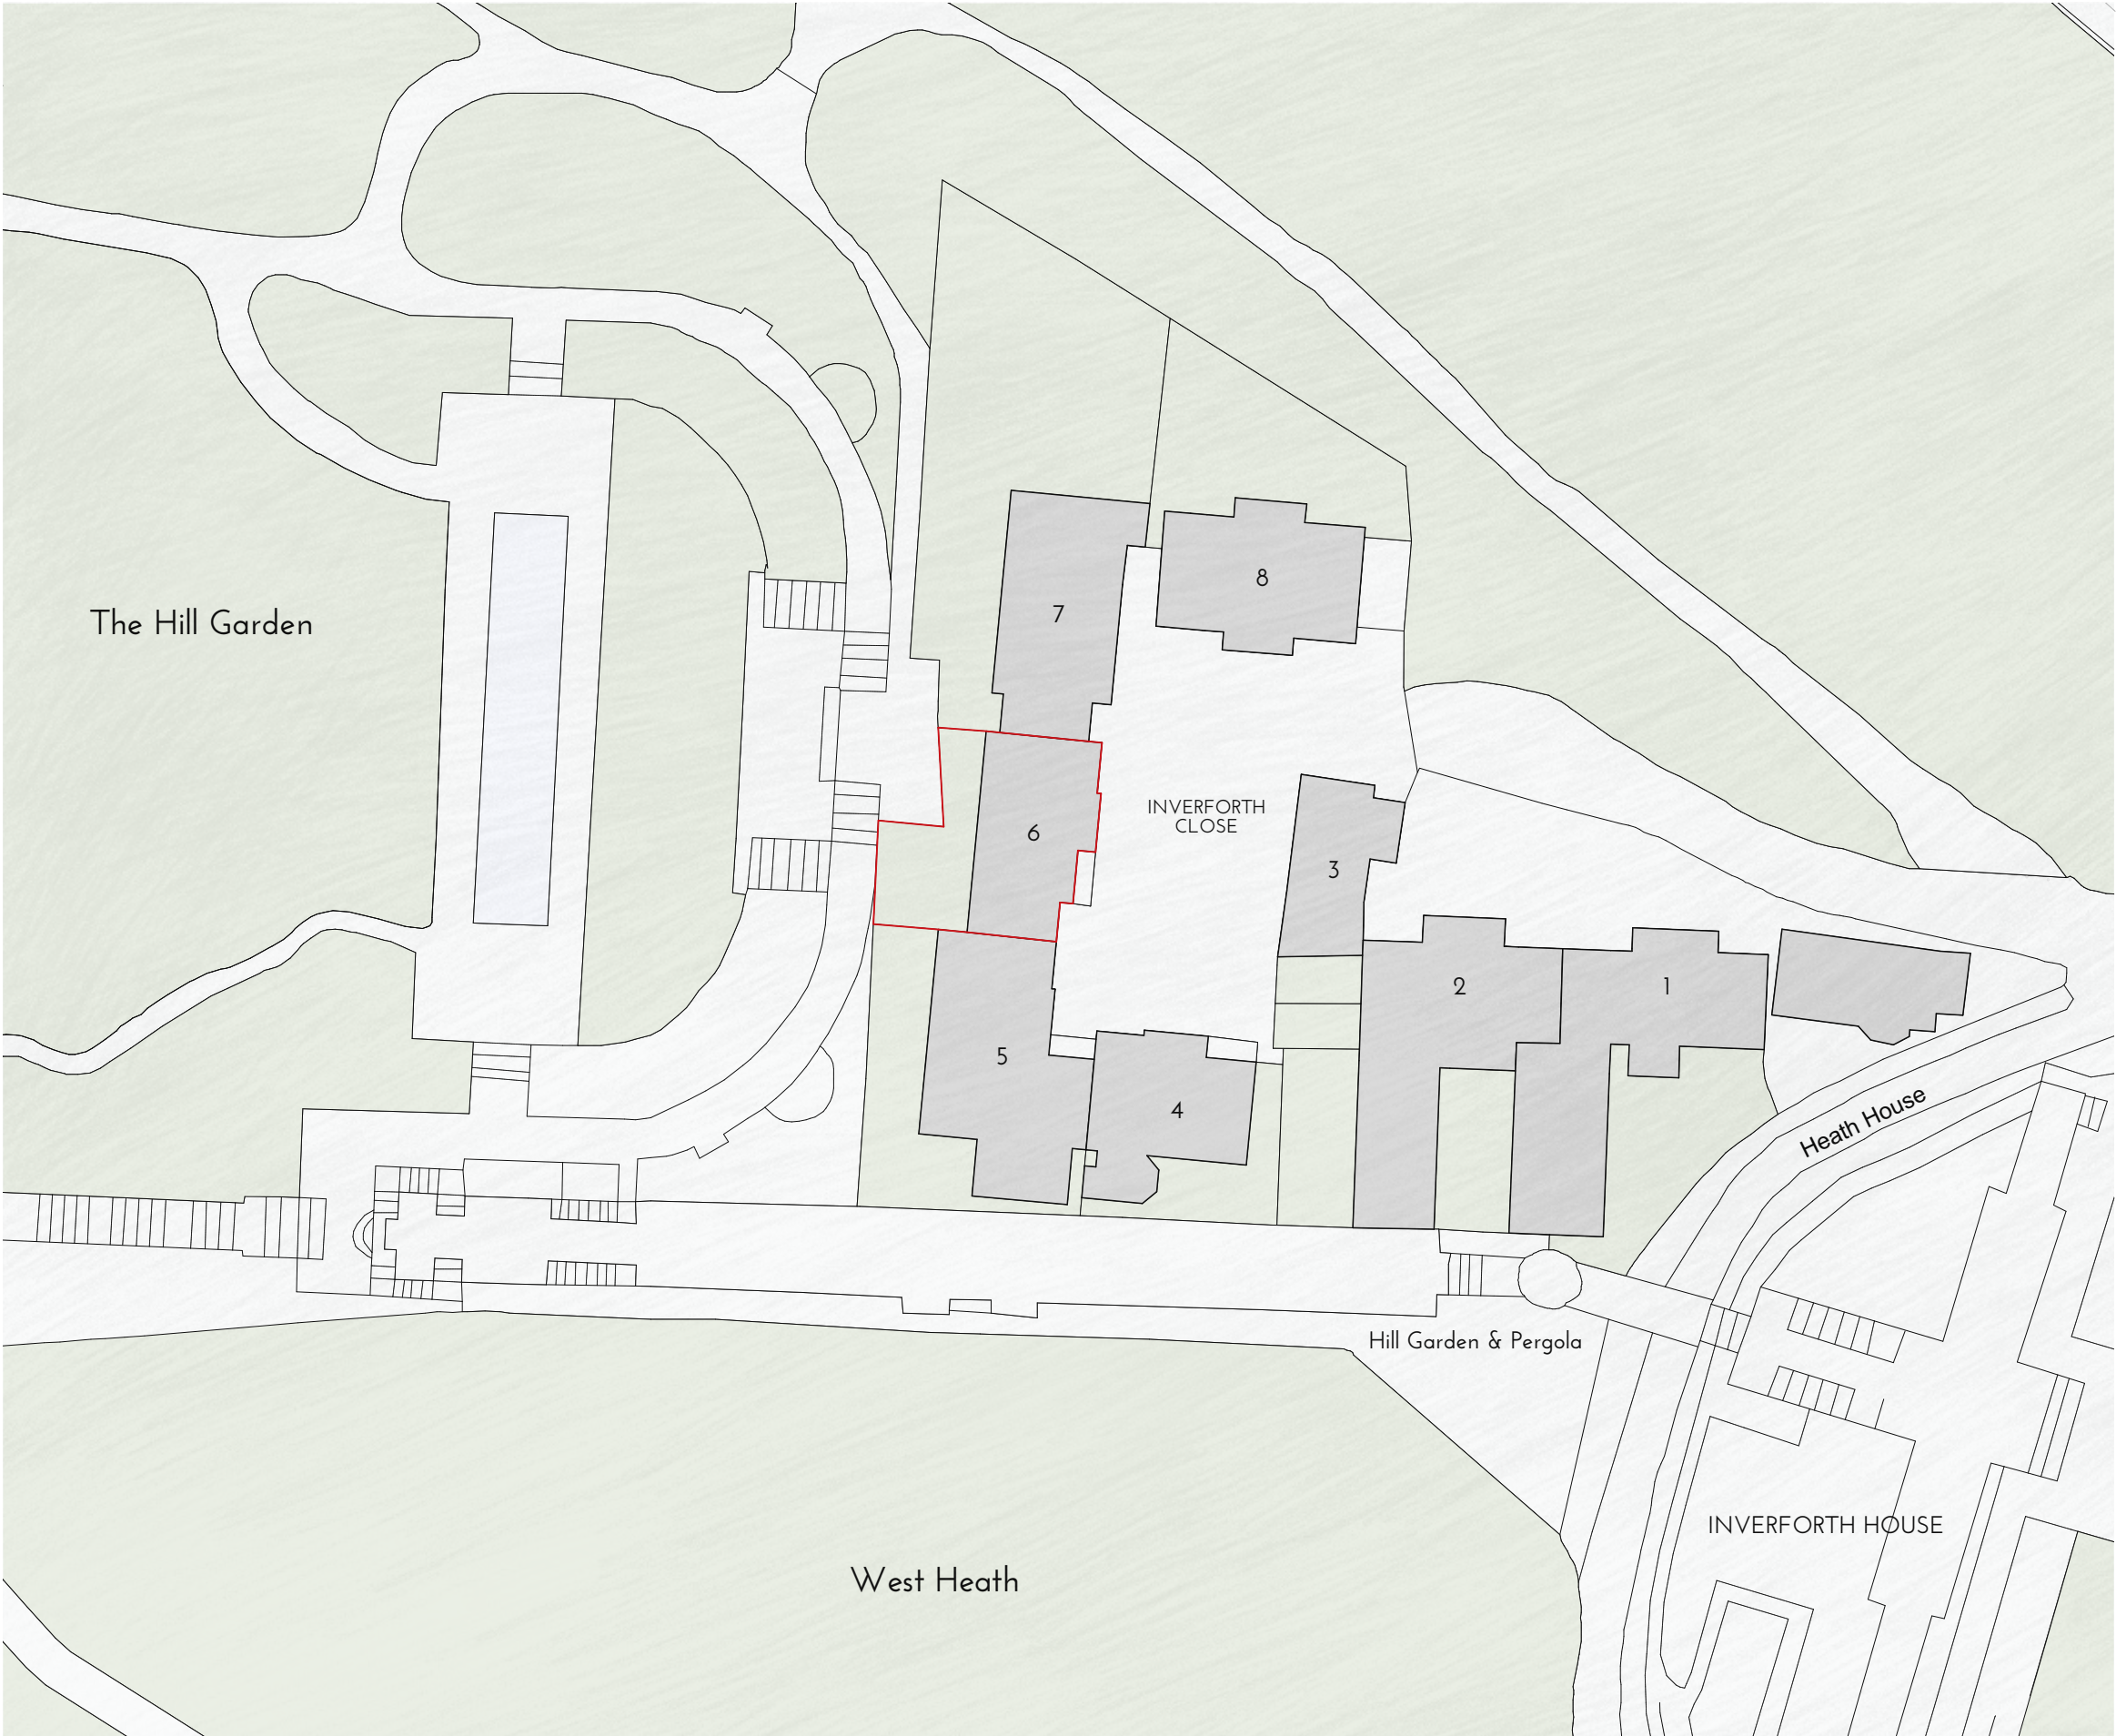 8
7
The Hill Garden
INVERFORTH
CLOSE
6
3
2
1
5
4
Heath House
Hill Garden & Pergola
INVERFORTH HOUSE
West Heath